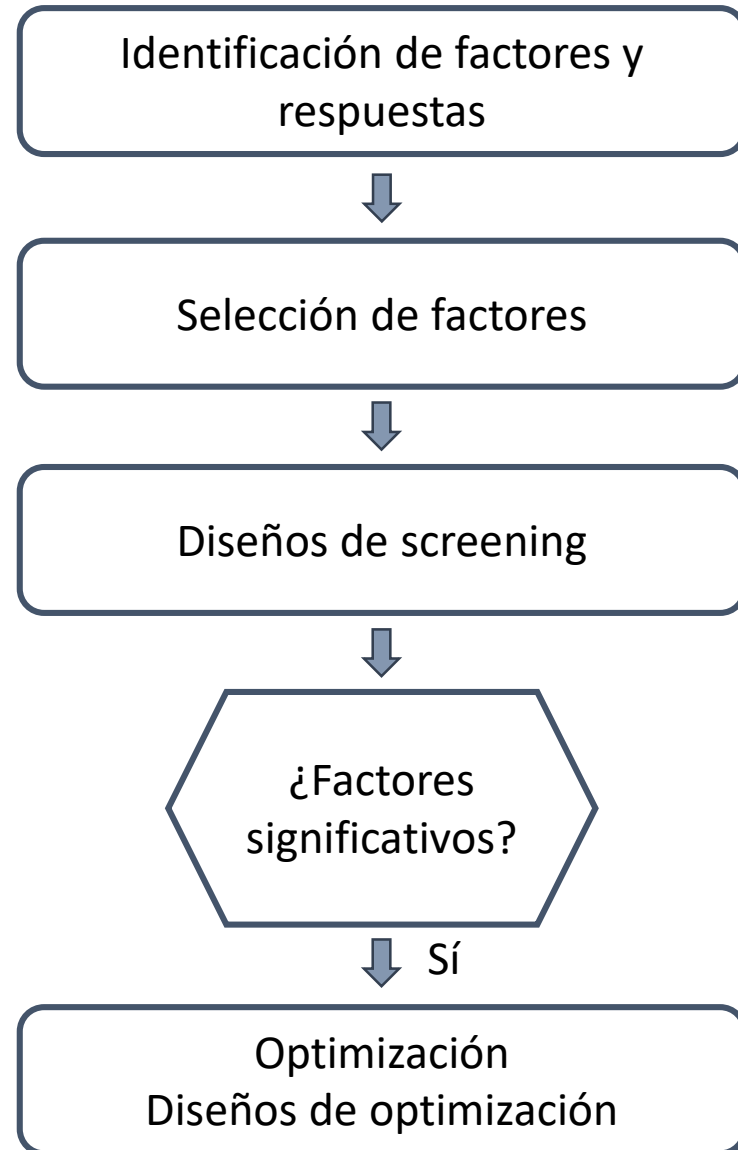 Identificación de factores y
respuestas
Selección de factores
Diseños de screening
¿Factores
significativos?
Sí
Optimización
Diseños de optimización